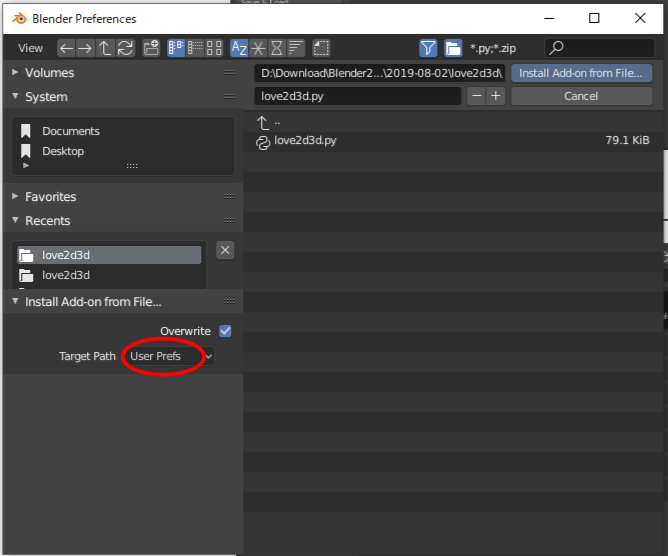 Save & Load
Blender Preferences
View
*.py;*.zip
Volumes
D:\Download\Blender2...\2019-08-02\love2d3d\
Install Add-on from File...
System
love2d3d.py
Cancel
Documents
..
Desktop
love2d3d.py
79.1 KiB
Favorites
Recents
love2d3d
love2d3d
Install Add-on from File...
Overwrite
Target Path
User Prefs